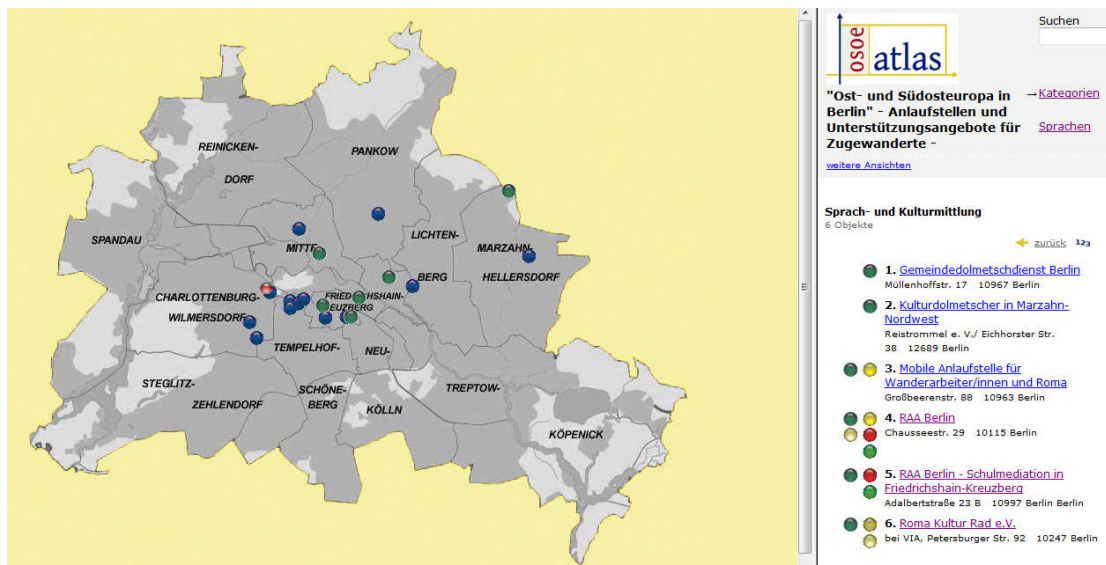 REINICKEN-
DORF
PANKOW
SPANDAU
MITTE
LICHTEN-
BERG
MARZAHN-
HELLERSDORF
CHARLOTTENBURG-
WILMERSDORF
TEMPELHOF-
NEU-
STEGLITZ-
ZEHLENDORF
SCHÖNE-
BERG
KÖLLN
TREPTOW-
KÖPENICK
osoe
atlas
Suchen
"Ost- und Südosteuropa in
Berlin" - Anlaufstellen und
Unterstützungsangebote für
Zugewanderte -
→Kategorien
Sprachen
weitere Ansichten
Sprach- und Kulturmittlung
6 Objekte
zurück 123
1. Gemeindedolmetschdienst Berlin
Müllenhoffstr. 17 10967 Berlin
2. Kulturdolmetscher in Marzahn-
Nordwest
Reistrommel e. V./ Eichhorster Str.
38 12689 Berlin
3. Mobile Anlaufstelle für
Wanderarbeiter/innen und Roma
Großbeerenstr. 88 10963 Berlin
4. RAA Berlin
Chausseestr. 29 10115 Berlin
5. RAA Berlin - Schulmediation in
Friedrichshain-Kreuzberg
Adalbertstraße 23 B 10997 Berlin Berlin
6. Roma Kultur Rad e.V.
bei VIA, Petersburger Str. 92 10247 Berlin